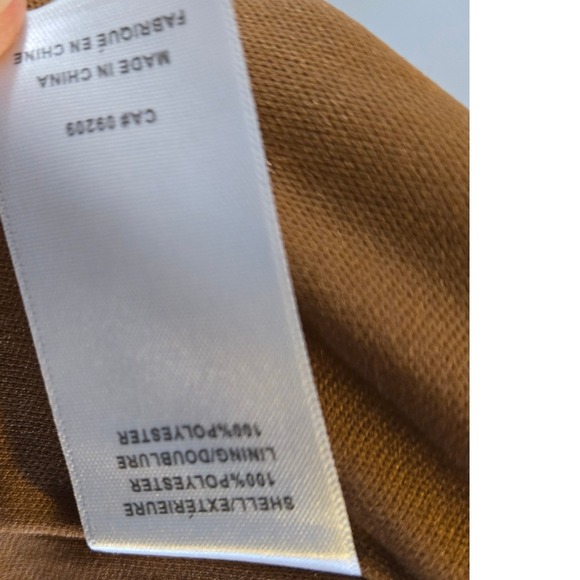 SHELL/EXTÉRIEURE
100%POLYESTER
LINING/DOUBLURE
100%POLYESTER
CA# 09209
MADE IN CHINA
FABRIQUÉ EN CHINE